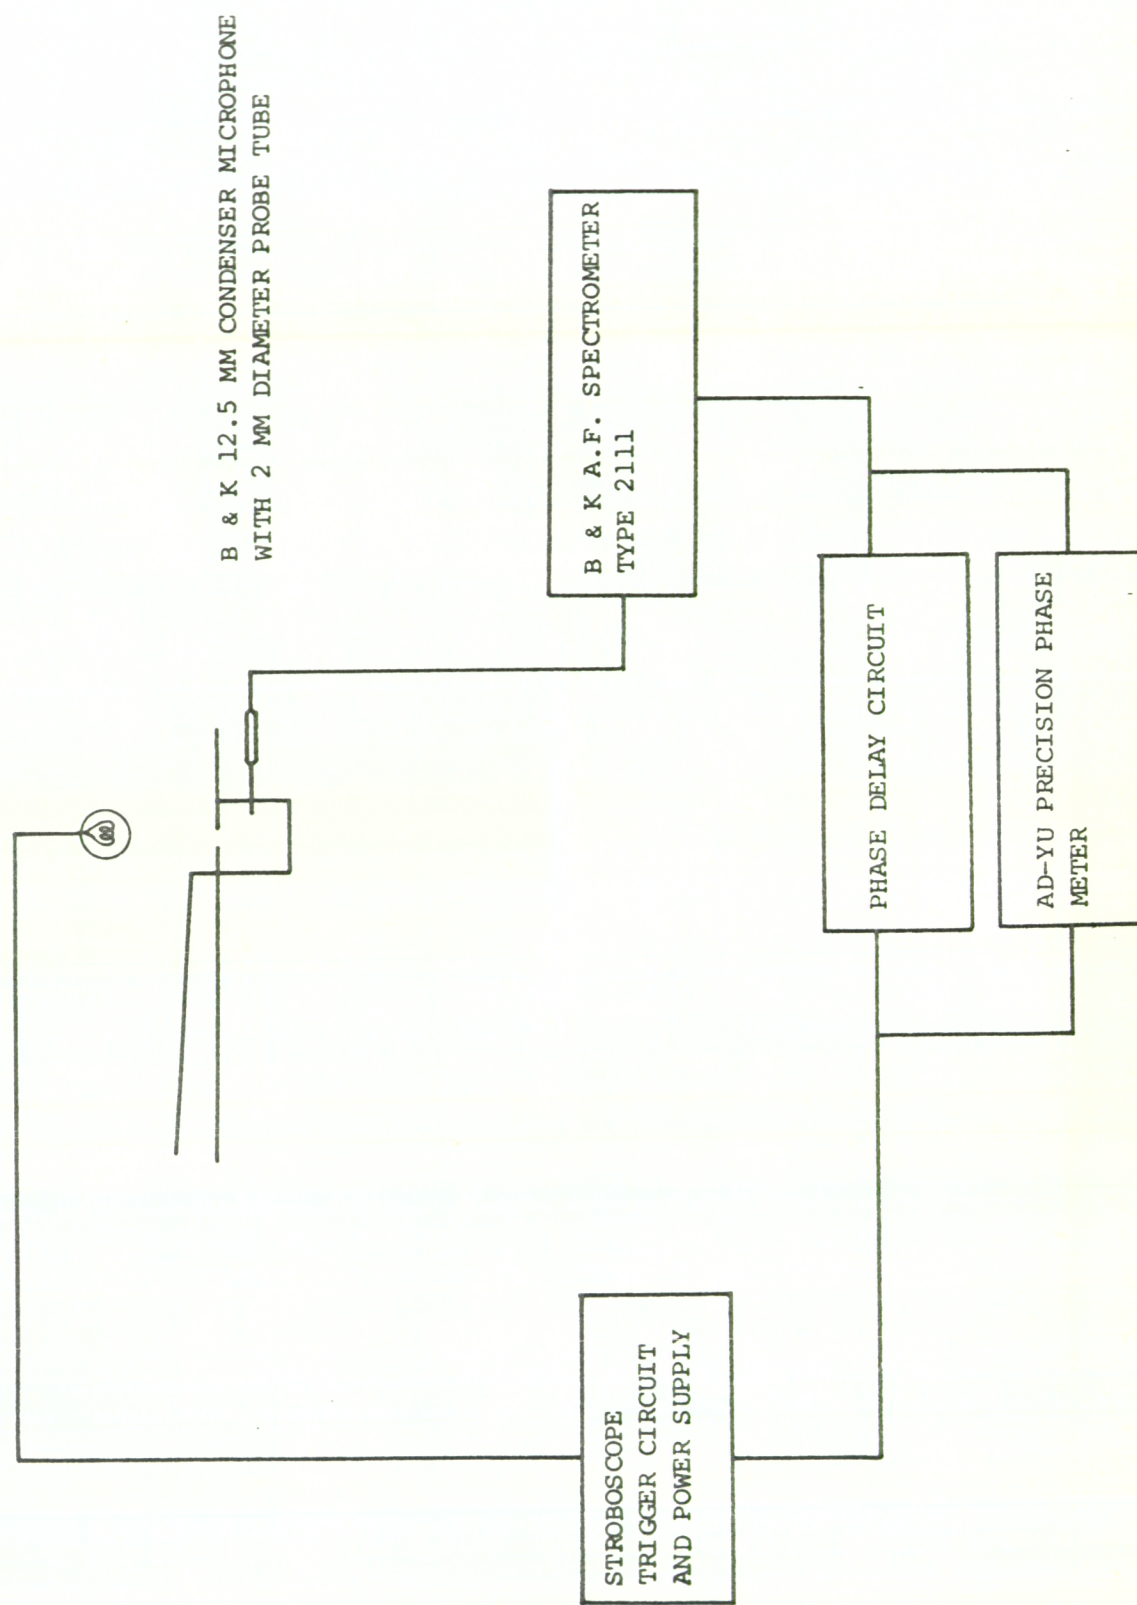 B & K 12.5 MM CONDENSER MICROPHONE
WITH 2 MM DIAMETER PROBE TUBE
B & K A.F. SPECTROMETER
TYPE 2111
STROBOSCOPE
TRIGGER CIRCUIT
AND POWER SUPPLY
PHASE DELAY CIRCUIT
AD-YU PRECISION PHASE
METER